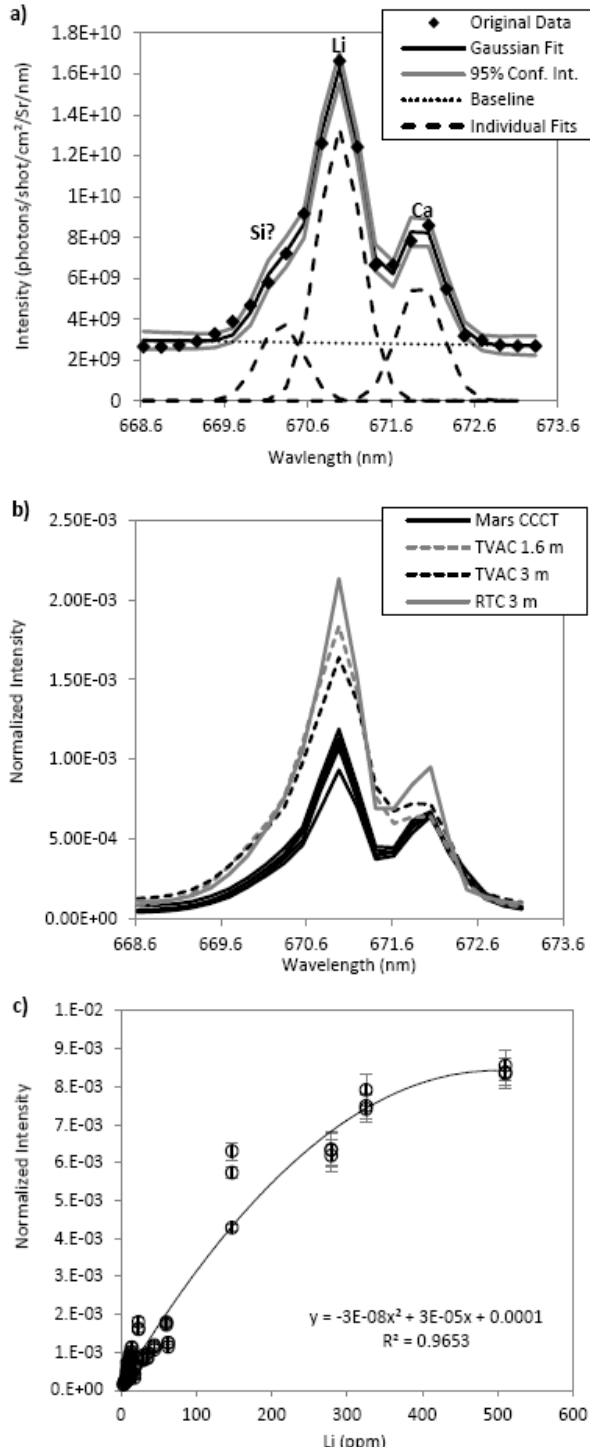 a)
Original Data
Gaussian Fit
95% Conf. Int.
Baseline
Individual Fits
1.8E+10
1.6E+10
1.4E+10
1.2E+10
1E+10
8E+09
6E+09
4E+09
2E+09
0
Intensity (photons/shot/cm²/Sr/nm)
Li
Si?
Ca
668.6 669.6 670.6 671.6 672.6 673.6
Wavlength (nm)
b)
Mars CCCT
TVAC 1.6 m
TVAC 3 m
RTC 3 m
2.50E-03
2.00E-03
1.50E-03
1.00E-03
5.00E-04
0.00E+00
Normalized Intensity
668.6 669.6 670.6 671.6 672.6 673.6
Wavelength (nm)
c)
1.E-02
9.E-03
8.E-03
7.E-03
6.E-03
5.E-03
4.E-03
3.E-03
2.E-03
1.E-03
0.E+00
Normalized Intensity
y = -3E-08x² + 3E-05x + 0.0001
R² = 0.9653
0 100 200 300 400 500 600
Li (ppm)